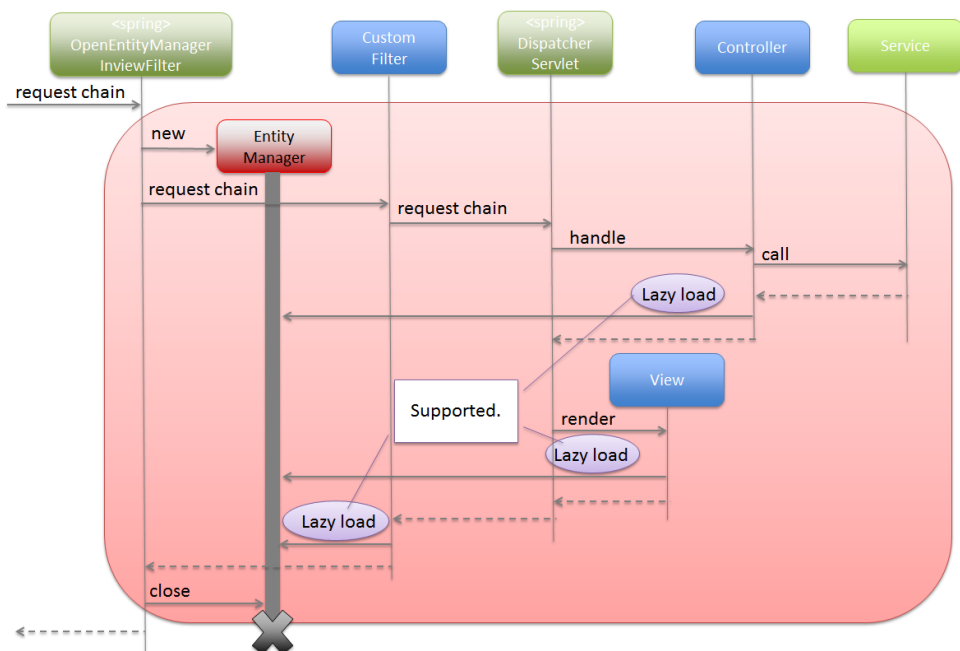 <spring>
OpenEntityManager
InviewFilter
Custom
Filter
<spring>
Dispatcher
Servlet
Controller
Service
request chain
new
Entity
Manager
request chain
request chain
handle
call
Lazy load
View
Supported.
render
Lazy load
Lazy load
close